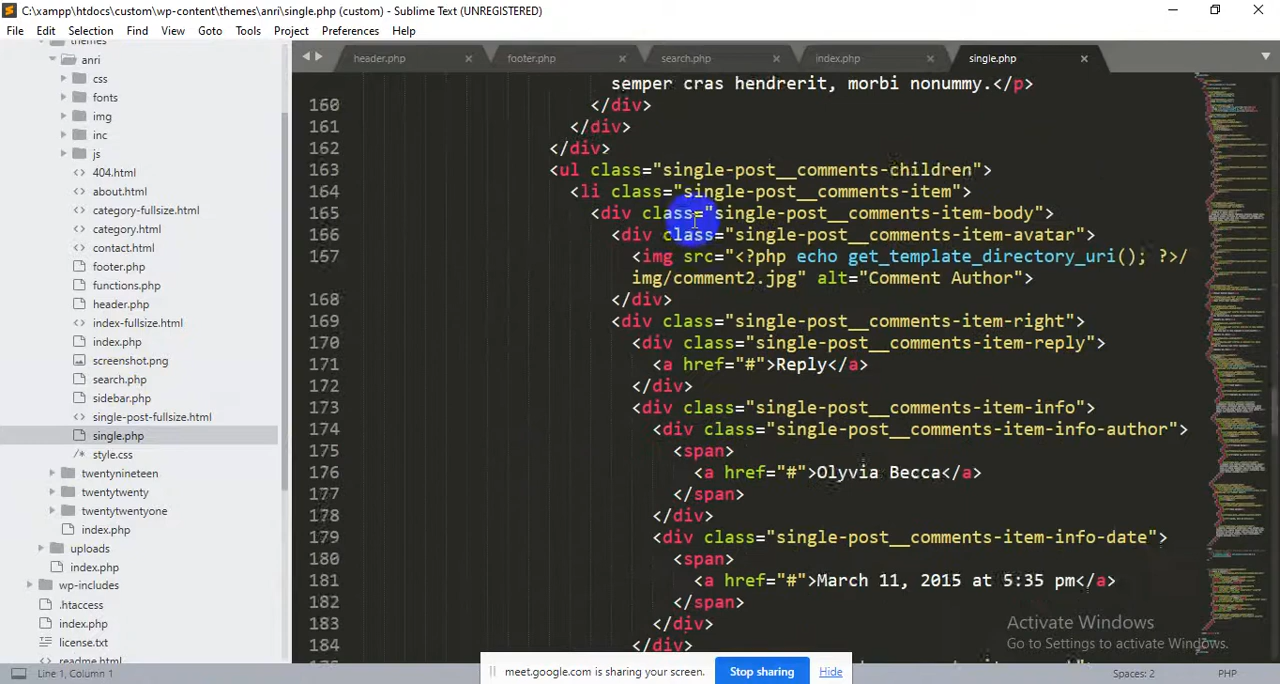 C:\xampp\htdocs\custom\wp-content\themes\anri\single.php (custom) - Sublime Text (UNREGISTERED)
File Edit Selection Find View Goto Tools Project Preferences Help
themes
anri
css
fonts
img
inc
js
404.html
about.html
category-fullsize.html
category.html
contact.html
footer.php
functions.php
header.php
index-fullsize.html
index.php
screenshot.png
search.php
sidebar.php
single-post-fullsize.html
single.php
style.css
twentynineteen
twentytwenty
twentytwentyone
index.php
uploads
index.php
wp-includes
.htaccess
index.php
license.txt
readme.html
header.php footer.php search.php index.php single.php
semper cras hendrerit, morbi nonummy.</p>
160 </div>
161 </div>
162 </div>
163 <ul class="single-post__comments-children">
164 <li class="single-post__comments-item">
165 <div class="single-post__comments-item-body">
166 <div class="single-post__comments-item-avatar">
157 <img src="<?php echo get_template_directory_uri(); ?>/
img/comment2.jpg" alt="Comment Author">
168 </div>
169 <div class="single-post__comments-item-right">
170 <div class="single-post__comments-item-reply">
171 <a href="#">Reply</a>
172 </div>
173 <div class="single-post__comments-item-info">
174 <div class="single-post__comments-item-info-author">
175 <span>
176 <a href="#">Olyvia Becca</a>
177 </span>
178 </div>
179 <div class="single-post__comments-item-info-date">
180 <span>
181 <a href="#">March 11, 2015 at 5:35 pm</a>
182 </span>
183 </div>
184 </div>
Activate Windows
Go to Settings to activate Windows.
meet.google.com is sharing your screen. Stop sharing Hide
Line 1, Column 1 Spaces: 2 PHP